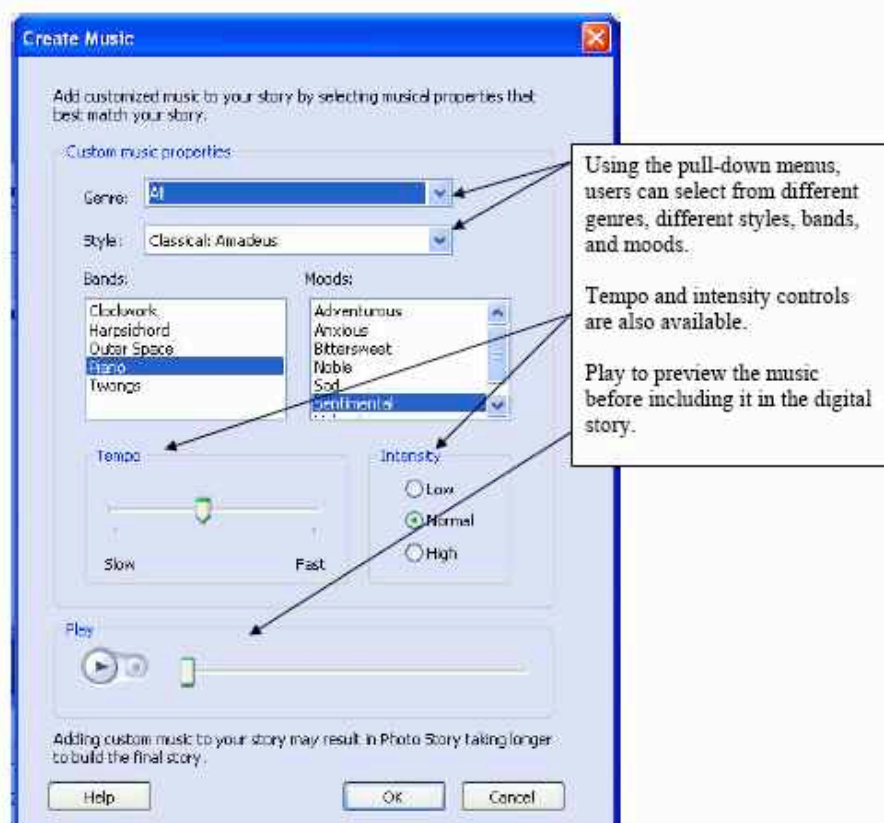 Create Music
Add customized music to your story by selecting musical properties that
best match your story.
Custom music properties
Genre:
All
Style:
Classical: Amadeus
Bands:
Moods:
Clockwork
Harpsichord
Outer Space
Piano
Twangs
Adventurous
Anxious
Bittersweet
Noble
Sad
Sentimental
Tempo
Slow
Fast
Intensity
Low
Normal
High
Play
Adding custom music to your story may result in Photo Story taking longer
to build the final story.
Help
OK
Cancel
Using the pull-down menus,
users can select from different
genres, different styles, bands,
and moods.
Tempo and intensity controls
are also available.
Play to preview the music
before including it in the digital
story.